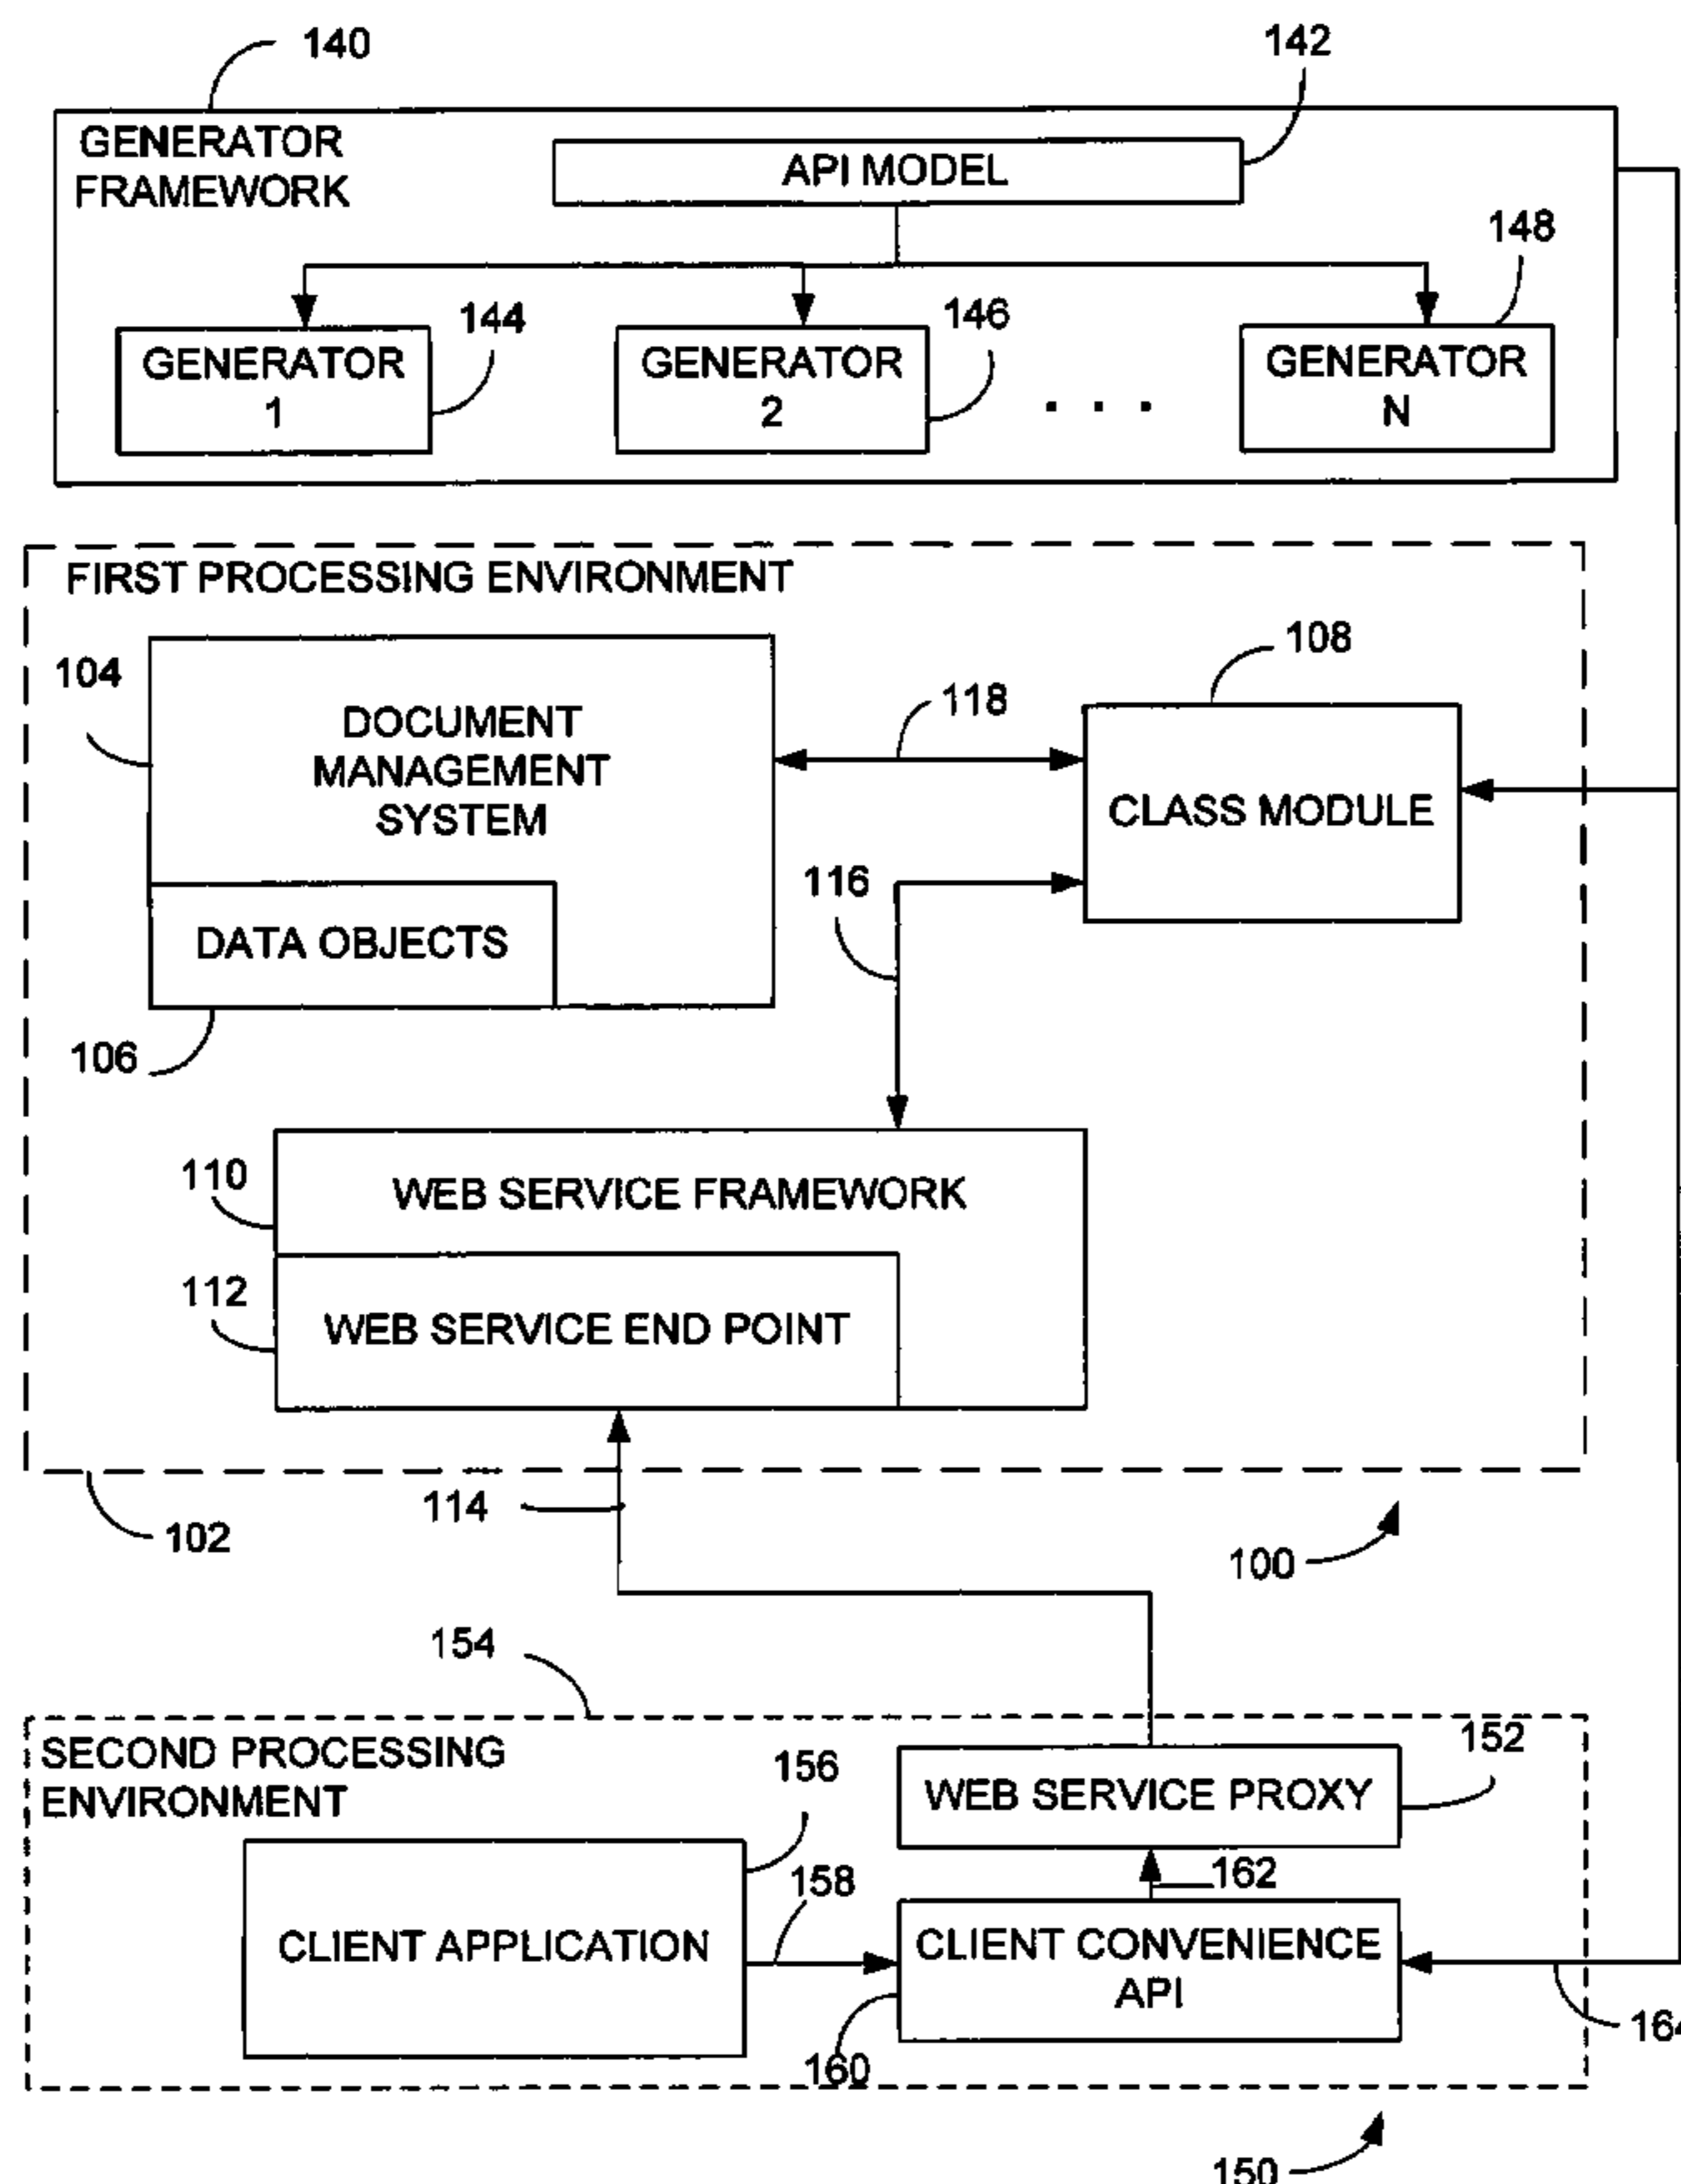 140
142
GENERATOR
FRAMEWORK
API MODEL
148
144
146
GENERATOR
1
GENERATOR
2
. . .
GENERATOR
N
FIRST PROCESSING ENVIRONMENT
104
108
118
DOCUMENT
MANAGEMENT
SYSTEM
CLASS MODULE
116
DATA OBJECTS
106
110
WEB SERVICE FRAMEWORK
112
WEB SERVICE END POINT
114
102
100
154
SECOND PROCESSING
ENVIRONMENT
152
156
WEB SERVICE PROXY
158
162
CLIENT APPLICATION
CLIENT CONVENIENCE
API
164
160
150